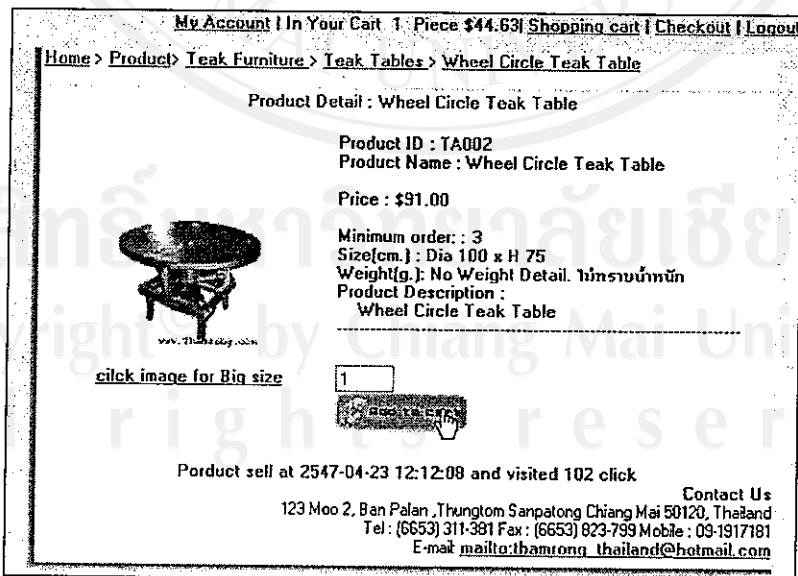 My Account | In Your Cart 1 Piece $44.63| Shopping cart | Checkout | Logout
Home > Product> Teak Furniture > Teak Tables > Wheel Circle Teak Table
Product Detail : Wheel Circle Teak Table
Product ID : TA002
Product Name : Wheel Circle Teak Table
Price : $91.00
Minimum order: : 3
Size(cm.) : Dia 100 x H 75
Weight(g.): No Weight Detail. ไม่ทราบน้ำหนัก
Product Description :
Wheel Circle Teak Table
cilck image for Big size
1
Add to cart
Porduct sell at 2547-04-23 12:12:08 and visited 102 click
Contact Us
123 Moo 2, Ban Palan ,Thungtom Sanpatong Chiang Mai 50120, Thailand
Tel : (6653) 311-381 Fax : (6653) 823-799 Mobile : 09-1917181
E-mail: mailto:thamrong_thailand@hotmail.com